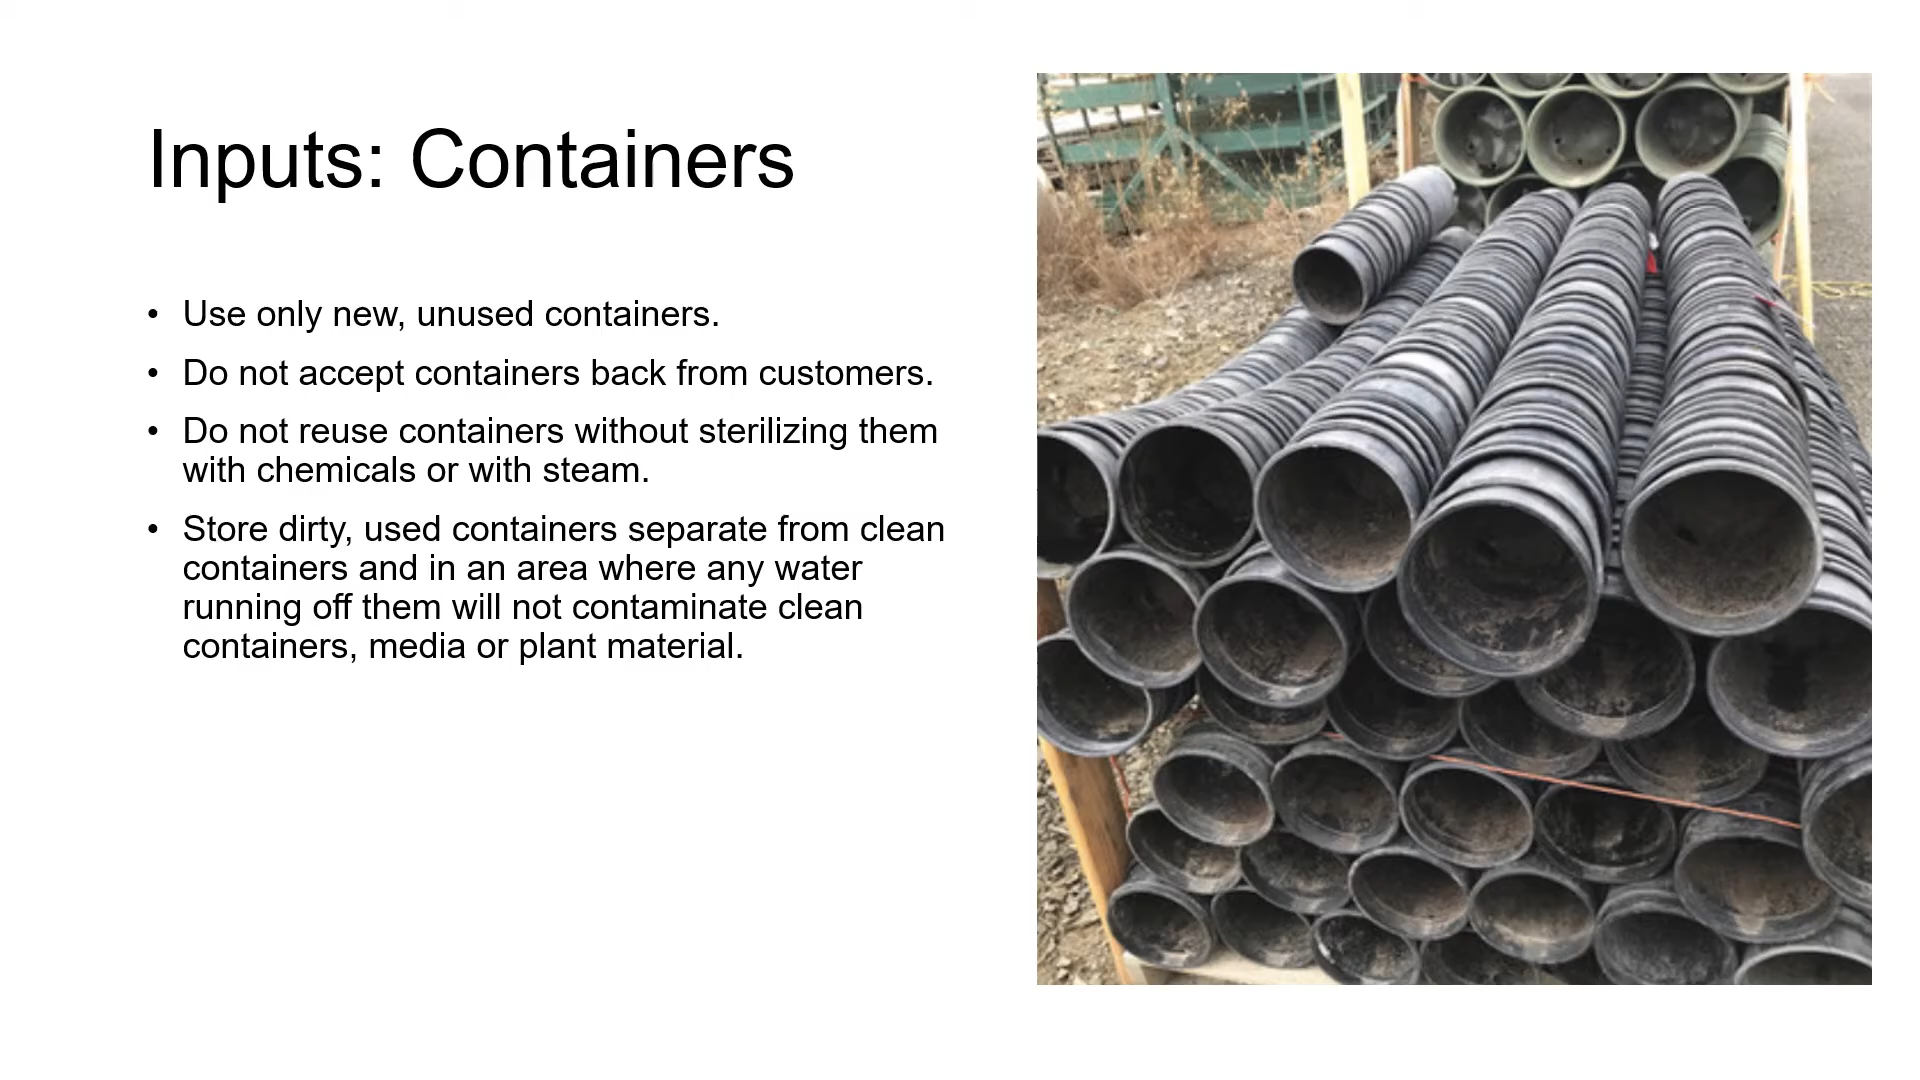 Inputs: Containers
• Use only new, unused containers.
• Do not accept containers back from customers.
• Do not reuse containers without sterilizing them
with chemicals or with steam.
• Store dirty, used containers separate from clean
containers and in an area where any water
running off them will not contaminate clean
containers, media or plant material.